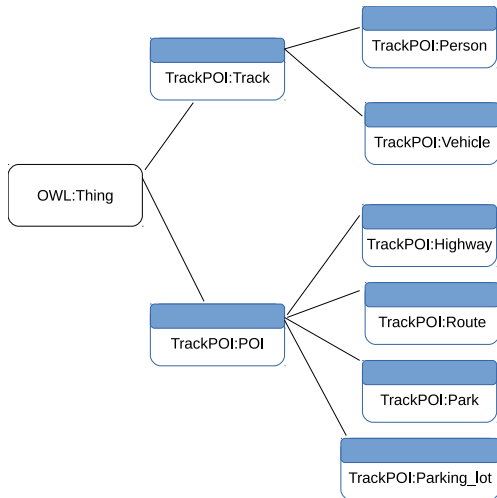 TrackPOI:Person
TrackPOI:Track
TrackPOI:Vehicle
OWL:Thing
TrackPOI:Highway
TrackPOI:Route
TrackPOI:POI
TrackPOI:Park
TrackPOI:Parking_lot